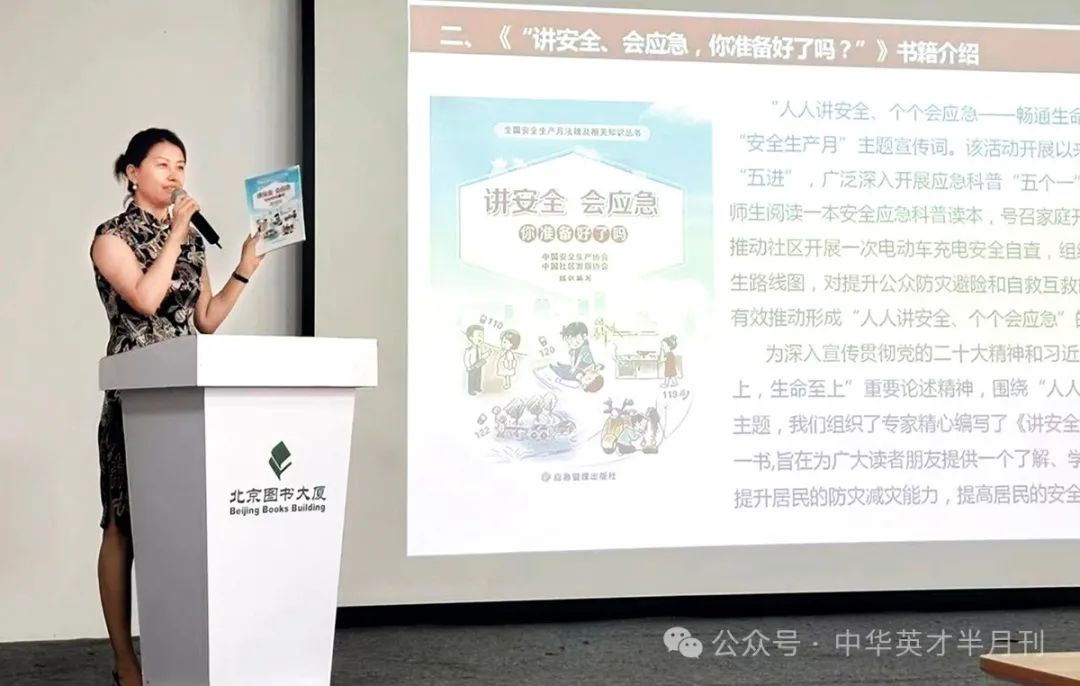 二、《“讲安全、会应急，你准备好了吗？”》书籍介绍
全国安全生产月法规及相关知识丛书
讲安全 会应急
你准备好了吗
中国安全生产协会
中国社区发展协会
组织编写
110
120
119
122
应急管理出版社
“人人讲安全、个个会应急——畅通生命
“安全生产月”主题宣传词。该活动开展以来
“五进”，广泛深入开展应急科普“五个一”
师生阅读一本安全应急科普读本，号召家庭开
推动社区开展一次电动车充电安全自查，组织
生路线图，对提升公众防灾避险和自救互救
有效推动形成“人人讲安全、个个会应急”的
为深入宣传贯彻党的二十大精神和习近
上，生命至上”重要论述精神，围绕“人人
主题，我们组织了专家精心编写了《讲安全
一书,旨在为广大读者朋友提供一个了解、学
提升居民的防灾减灾能力，提高居民的安全
讲安全 会应急
北京图书大厦
Beijing Books Building
公众号·中华英才半月刊